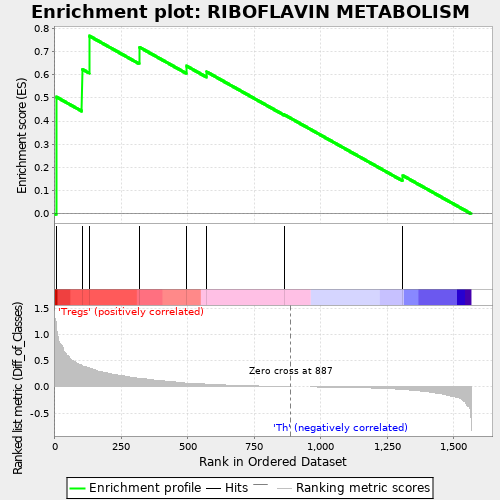 Enrichment plot: RIBOFLAVIN METABOLISM
Enrichment score (ES)
0.8
0.7
0.6
0.5
0.4
0.3
0.2
0.1
0.0
Ranked list metric (Diff_of_Classes)
1.5
1.0
0.5
0.0
-0.5
'Tregs' (positively correlated)
Zero cross at 887
'Th' (negatively correlated)
0 250 500 750 1,000 1,250 1,500
Rank in Ordered Dataset
Enrichment profile Hits Ranking metric scores